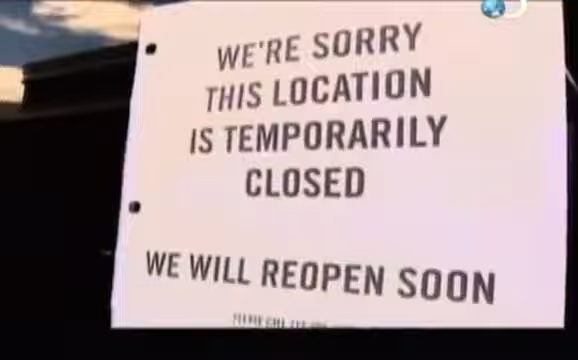 WE'RE SORRY
THIS LOCATION
IS TEMPORARILY
CLOSED
WE WILL REOPEN SOON